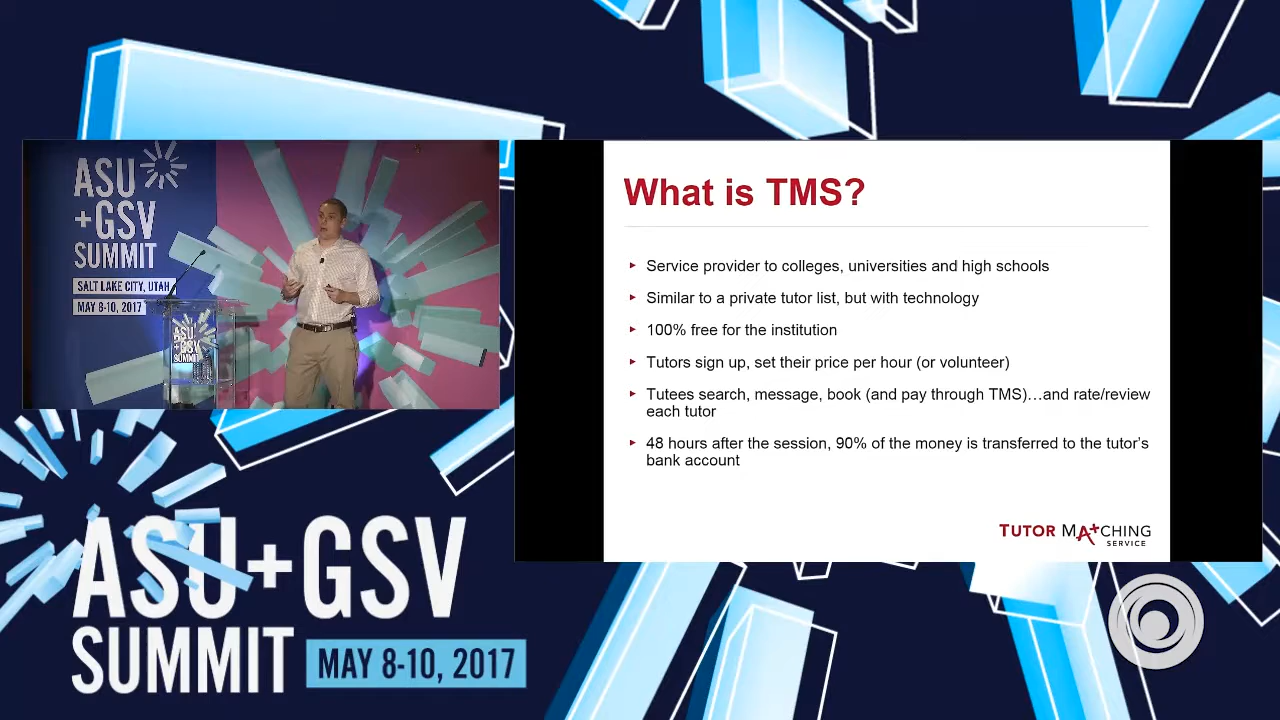 ASU
+GSV
SUMMIT
SALT LAKE CITY, UTAH
MAY 8-10, 2017
ASU
+GSV
SUMMIT
What is TMS?
Service provider to colleges, universities and high schools
Similar to a private tutor list, but with technology
100% free for the institution
Tutors sign up, set their price per hour (or volunteer)
Tutees search, message, book (and pay through TMS)…and rate/review
each tutor
48 hours after the session, 90% of the money is transferred to the tutor's
bank account
TUTOR MATCHING
SERVICE
ASU+GSV
SUMMIT MAY 8-10, 2017